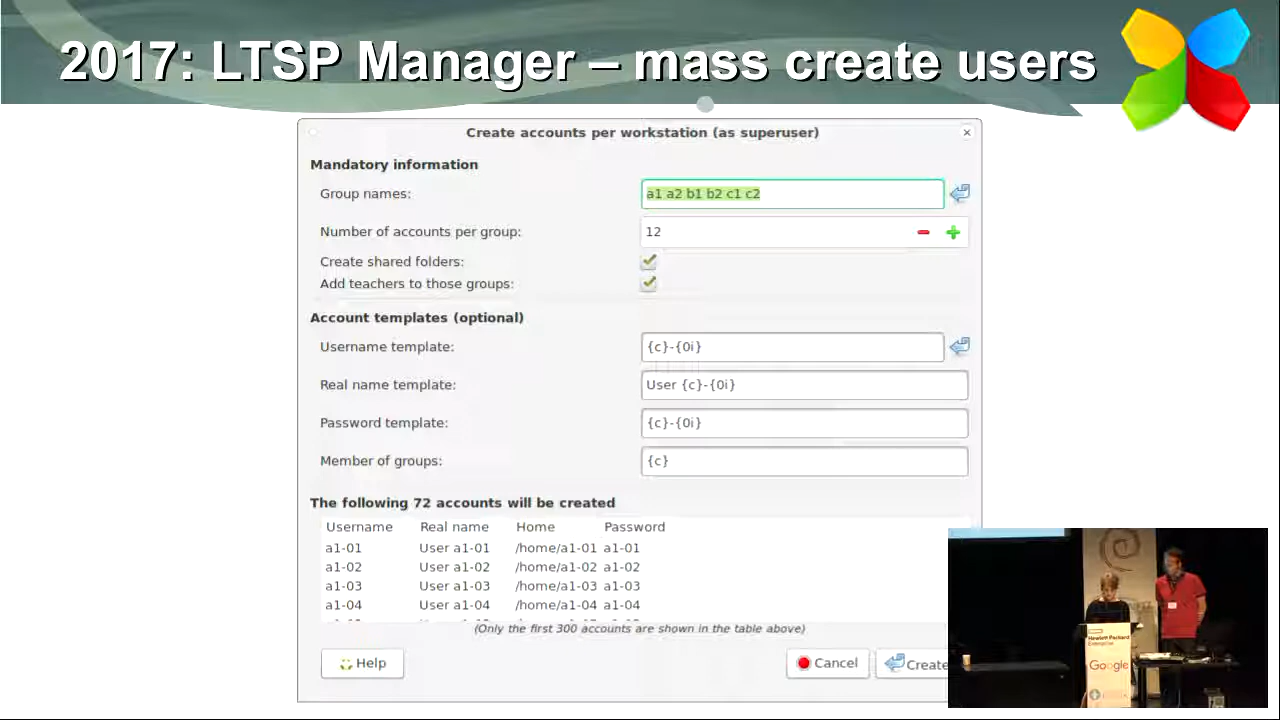 2017: LTSP Manager – mass create users
Create accounts per workstation (as superuser)
Mandatory information
Group names: a1 a2 b1 b2 c1 c2
Number of accounts per group: 12
Create shared folders:
Add teachers to those groups:
Account templates (optional)
Username template: {c}-{0i}
Real name template: User {c}-{0i}
Password template: {c}-{0i}
Member of groups: {c}
The following 72 accounts will be created
Username Real name Home Password
a1-01 User a1-01 /home/a1-01 a1-01
a1-02 User a1-02 /home/a1-02 a1-02
a1-03 User a1-03 /home/a1-03 a1-03
a1-04 User a1-04 /home/a1-04 a1-04
(Only the first 300 accounts are shown in the table above)
Help Cancel Create
Hewlett Packard
Enterprise
Google